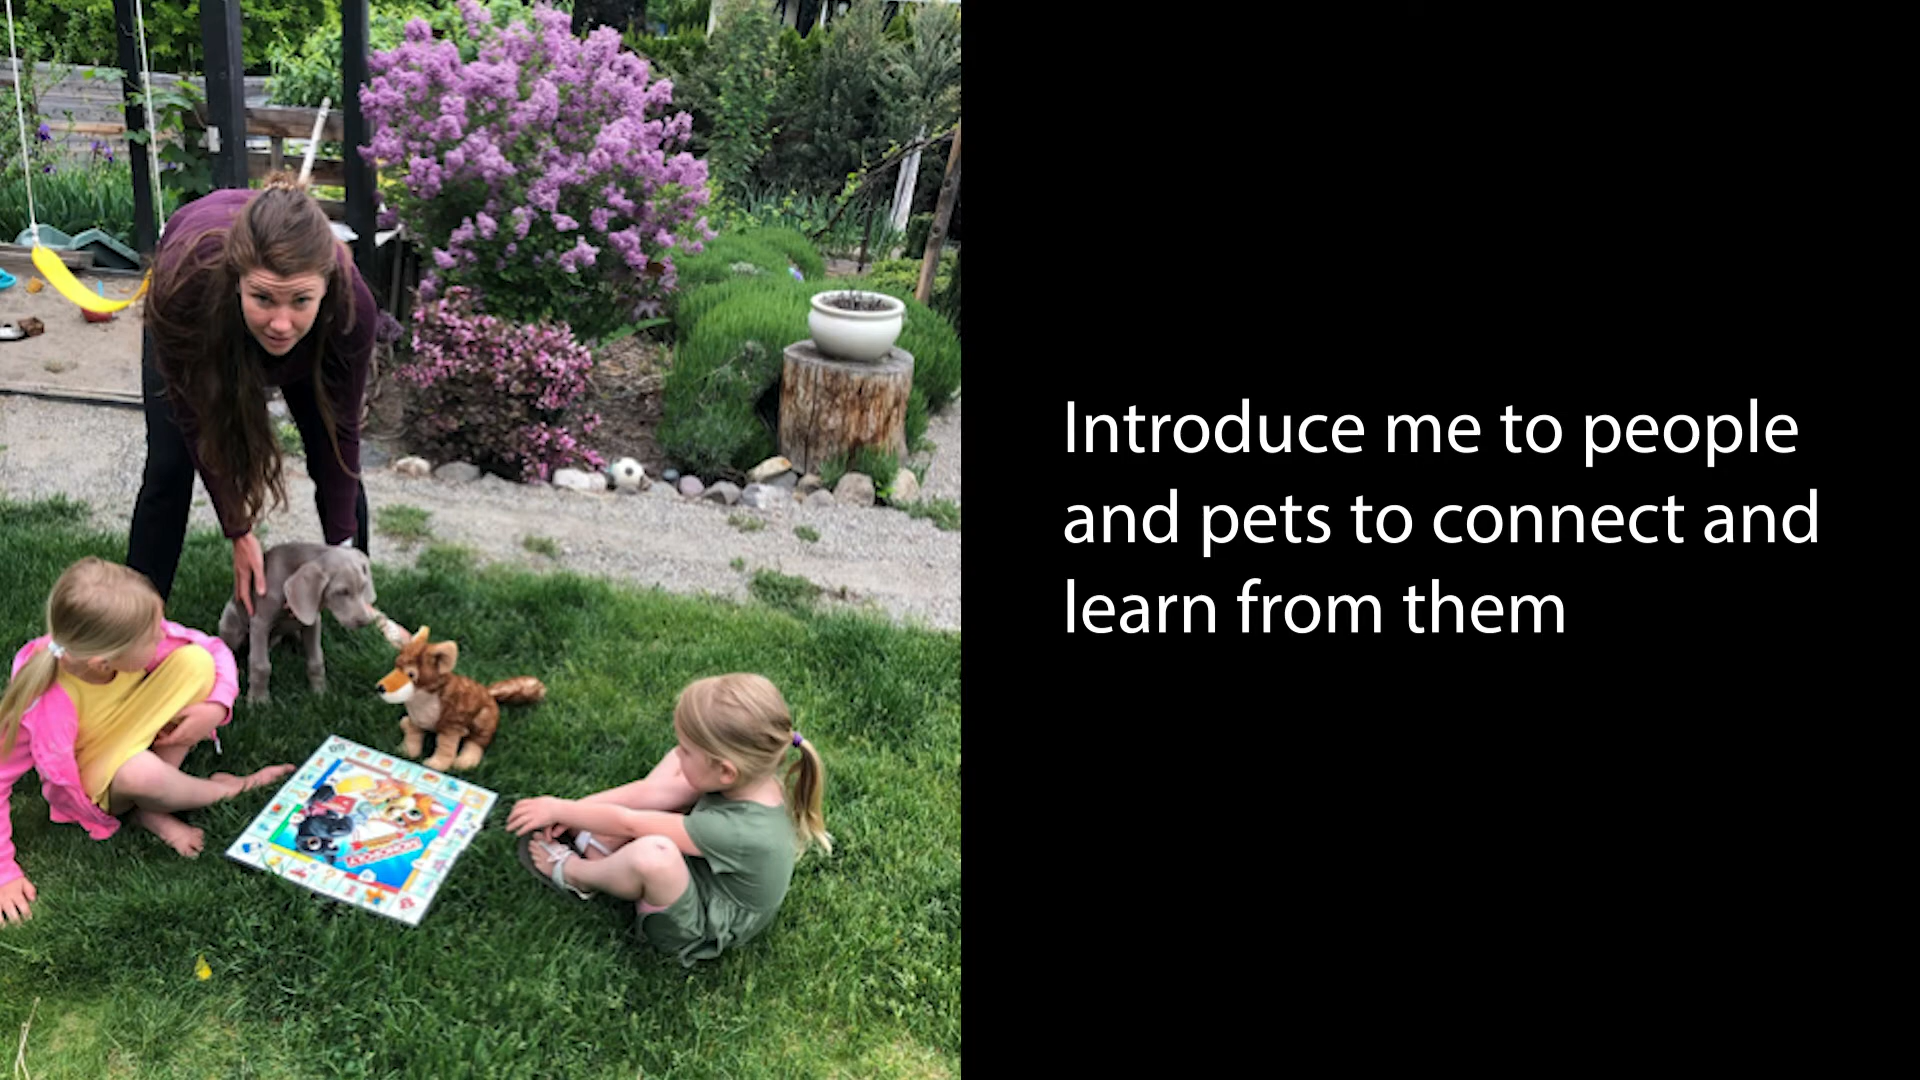 Introduce me to people
and pets to connect and
learn from them